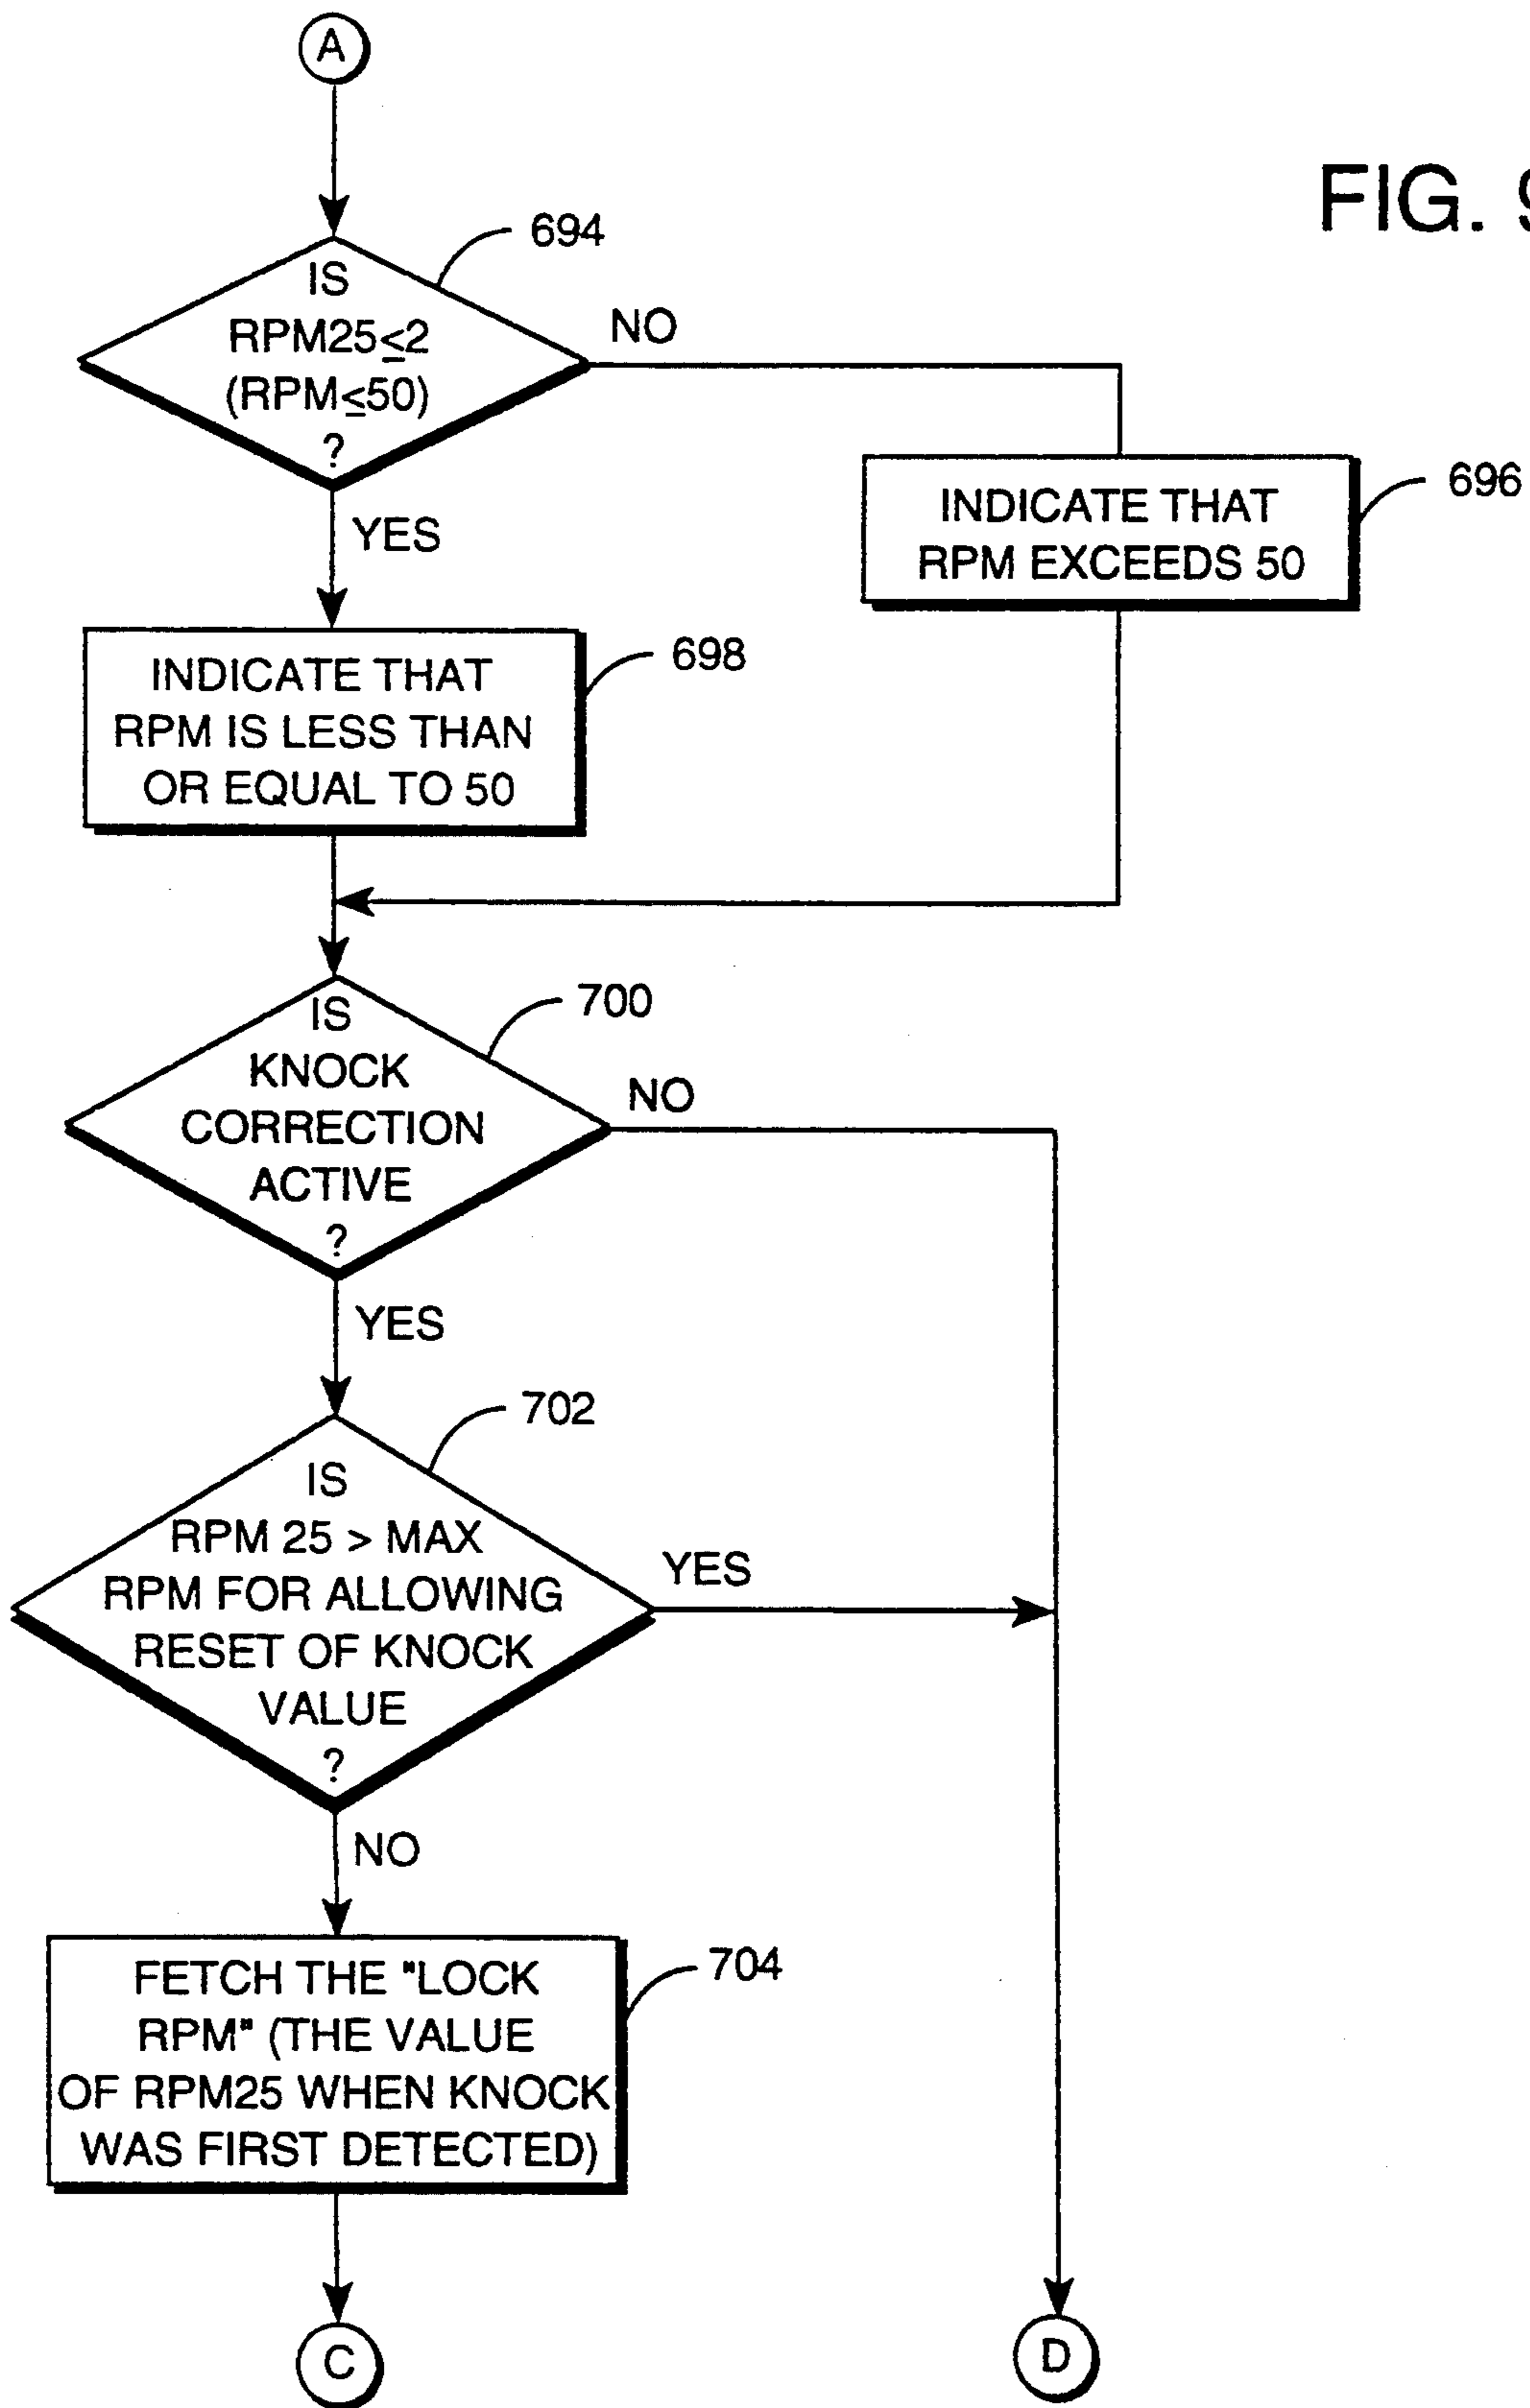 A
FIG. 9
694
IS
RPM25≤2
(RPM≤50)
?
NO
YES
696
INDICATE THAT
RPM EXCEEDS 50
698
INDICATE THAT
RPM IS LESS THAN
OR EQUAL TO 50
700
IS
KNOCK
CORRECTION
ACTIVE
?
NO
YES
702
IS
RPM 25 > MAX
RPM FOR ALLOWING
RESET OF KNOCK
VALUE
?
YES
NO
704
FETCH THE "LOCK
RPM" (THE VALUE
OF RPM25 WHEN KNOCK
WAS FIRST DETECTED)
C
D